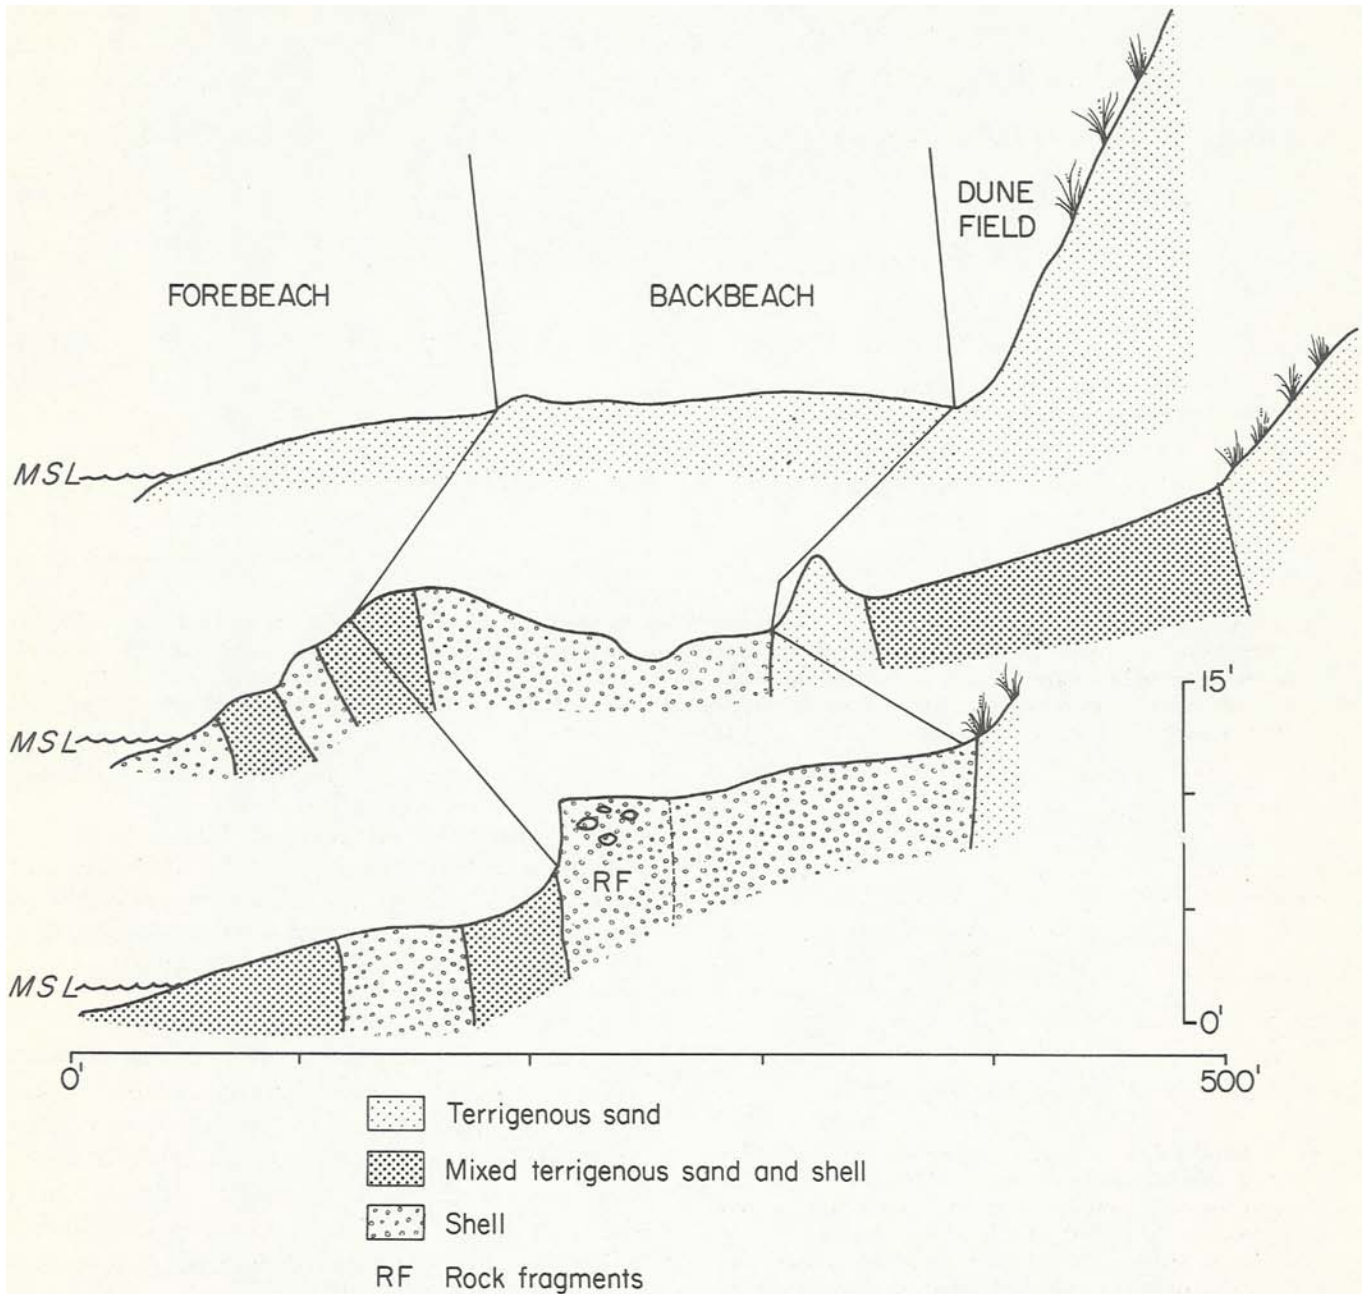 DUNE
FIELD
FOREBEACH
BACKBEACH
MSL
15'
MSL
MSL
0'
0'
500'
Terrigenous sand
Mixed terrigenous sand and shell
Shell
RF
RF Rock fragments